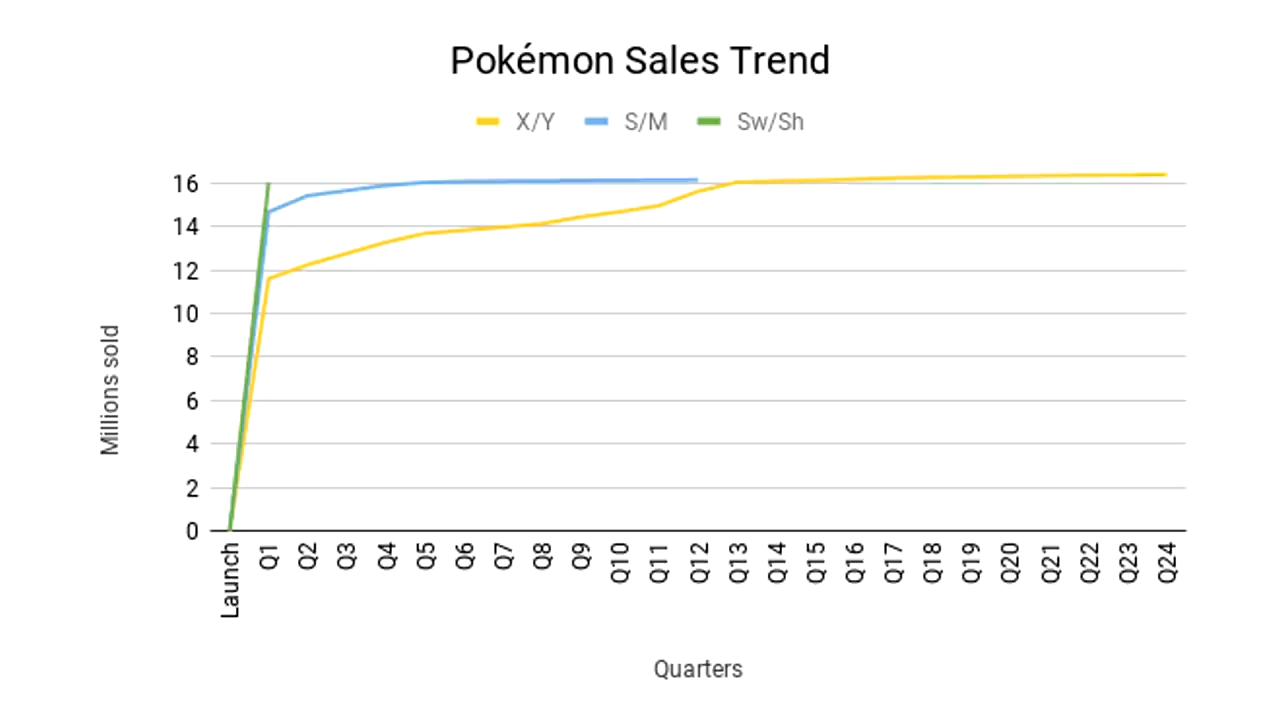 Pokémon Sales Trend
X/Y S/M Sw/Sh
16
14
12
10
8
6
4
2
0
Millions sold
Launch Q1 Q2 Q3 Q4 Q5 Q6 Q7 Q8 Q9 Q10 Q11 Q12 Q13 Q14 Q15 Q16 Q17 Q18 Q19 Q20 Q21 Q22 Q23 Q24
Quarters